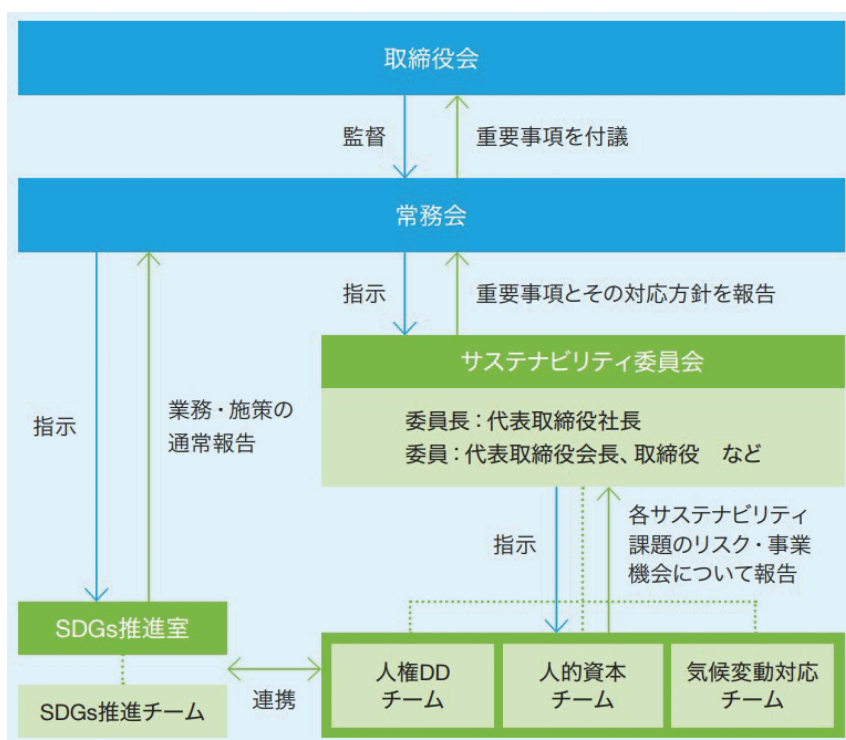 取締役会
監督
重要事項を付議
常務会
指示
重要事項とその対応方針を報告
サステナビリティ委員会
委員長：代表取締役社長
委員：代表取締役会長、取締役　など
指示
業務・施策の
通常報告
指示
各サステナビリティ
課題のリスク・事業
機会について報告
SDGs推進室
SDGs推進チーム
連携
人権DD
チーム
人的資本
チーム
気候変動対応
チーム